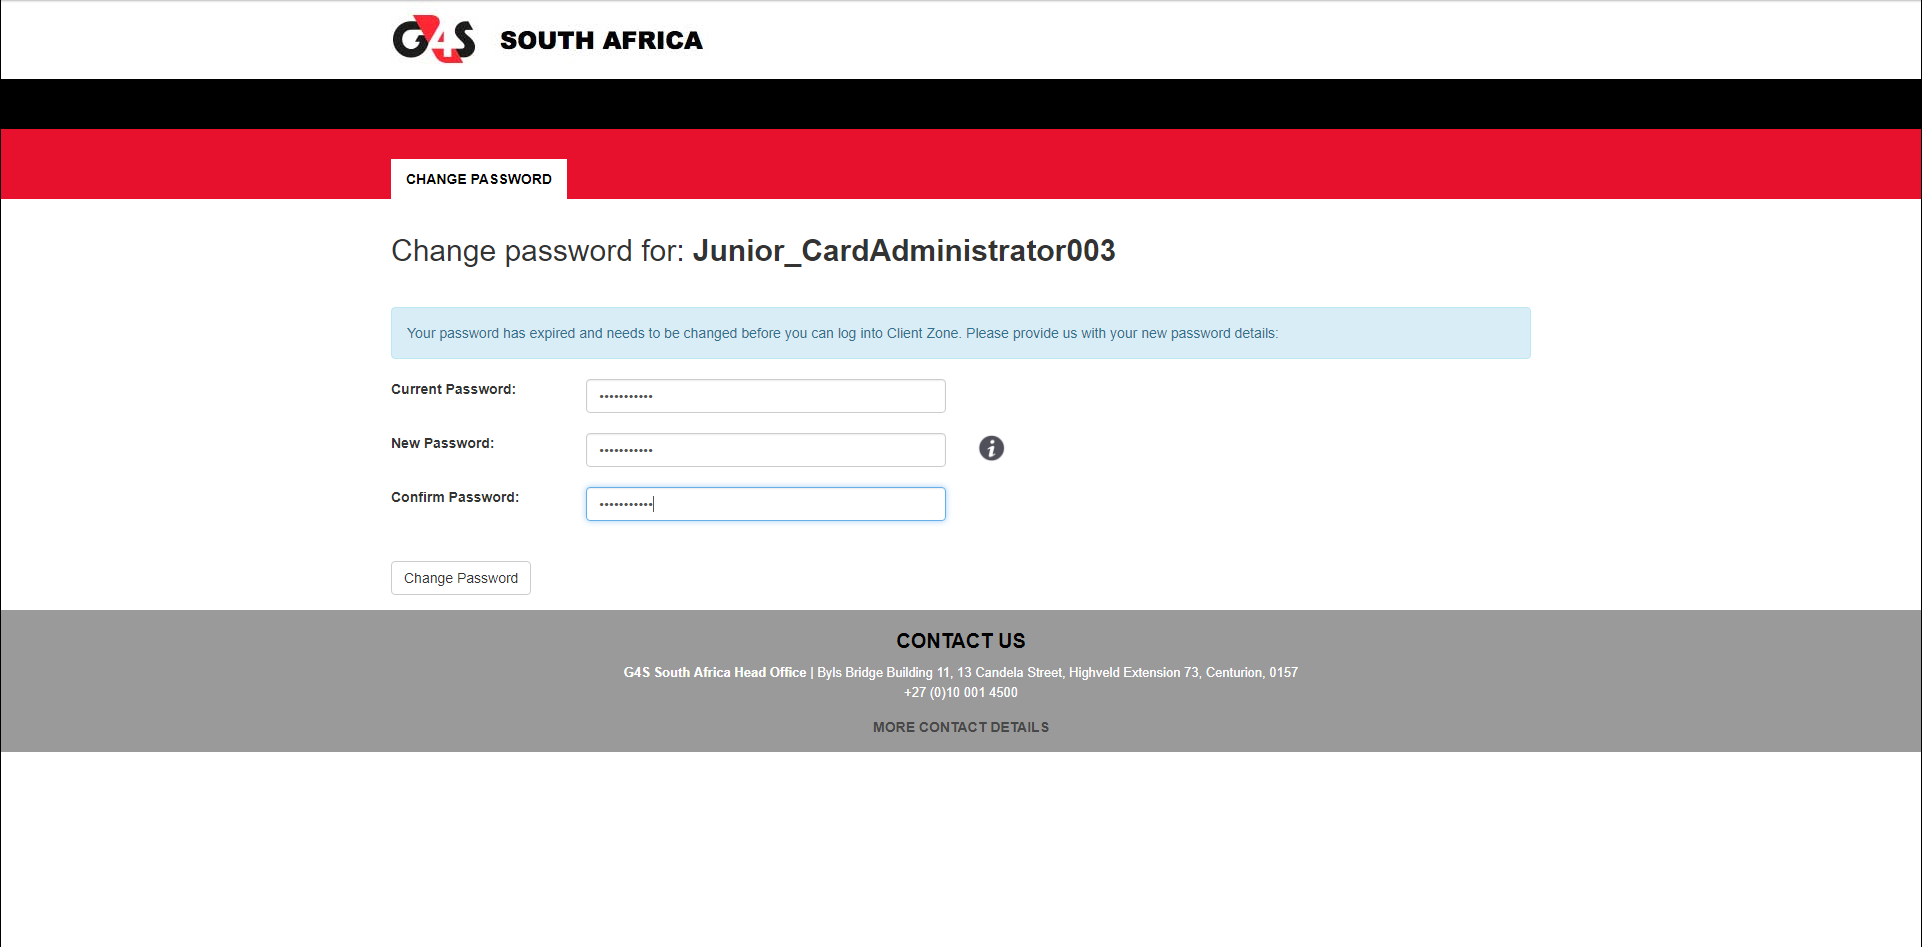 G4S SOUTH AFRICA
CHANGE PASSWORD
Change password for: Junior_CardAdministrator003
Your password has expired and needs to be changed before you can log into Client Zone. Please provide us with your new password details:
Current Password: •••••••••••
New Password: •••••••••••
i
Confirm Password: •••••••••••
Change Password
CONTACT US
G4S South Africa Head Office | Byls Bridge Building 11, 13 Candela Street, Highveld Extension 73, Centurion, 0157
+27 (0)10 001 4500
MORE CONTACT DETAILS